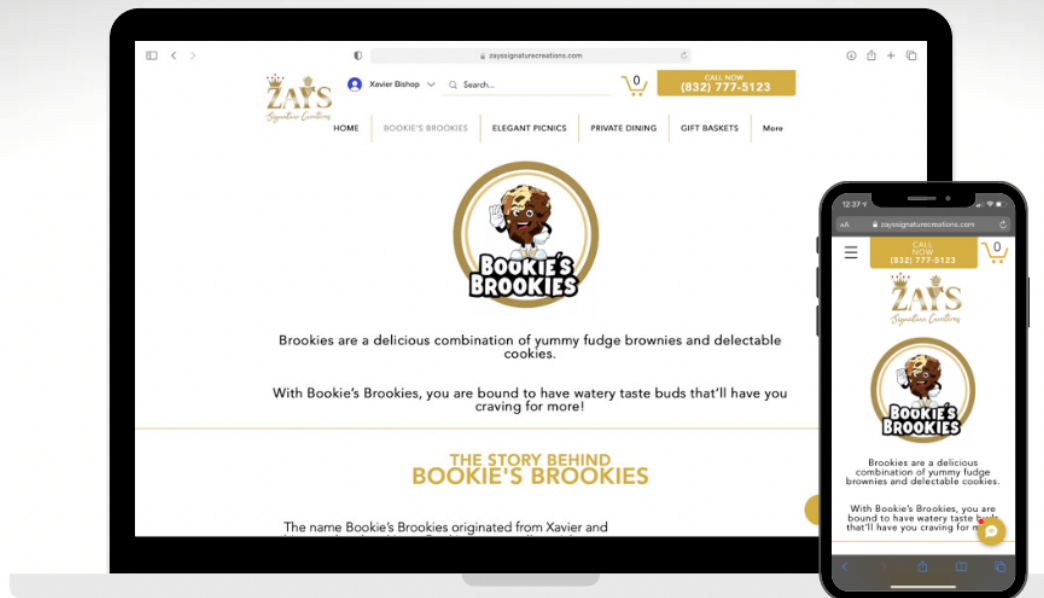 zayssignaturecreations.com
ZAYS
Signature Creations
Xavier Bishop
Search...
0
CALL NOW
(832) 777-5123
HOME
BOOKIE'S BROOKIES
ELEGANT PICNICS
PRIVATE DINING
GIFT BASKETS
More
BOOKIE'S
BROOKIES
Brookies are a delicious combination of yummy fudge brownies and delectable
cookies.
With Bookie's Brookies, you are bound to have watery taste buds that'll have you
craving for more!
THE STORY BEHIND
BOOKIE'S BROOKIES
The name Bookie's Brookies originated from Xavier and
12:37
AA
zayssignaturecreations.com
CALL
NOW
(832) 777-5123
0
ZAYS
Signature Creations
BOOKIE'S
BROOKIES
Brookies are a delicious
combination of yummy fudge
brownies and delectable cookies.
With Bookie's Brookies, you are
bound to have watery taste
that'll have you craving for